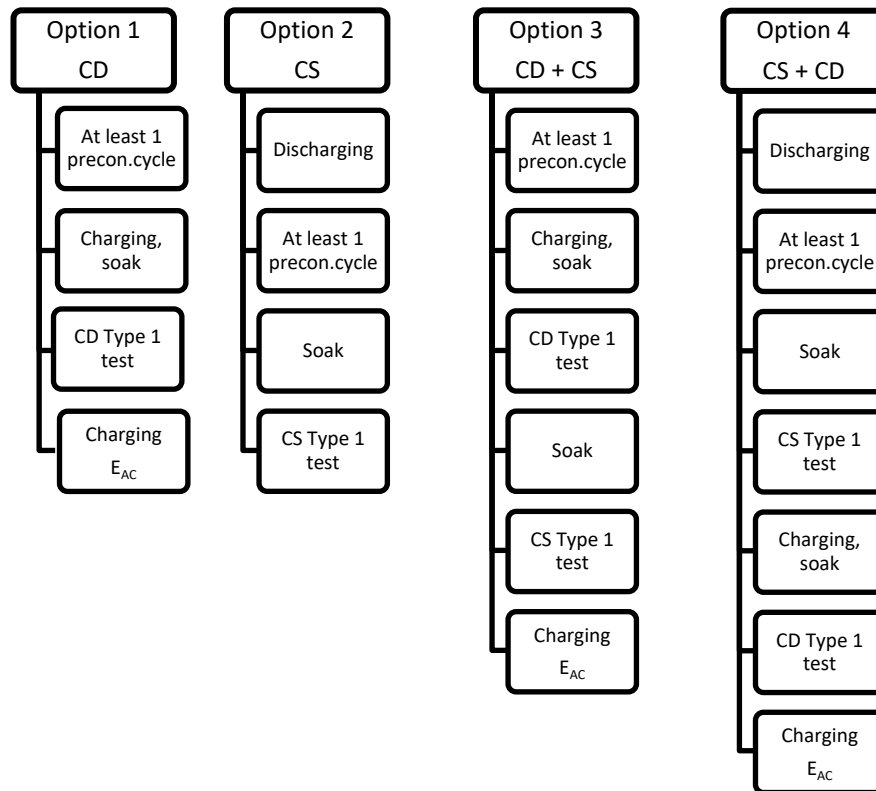 Option 1
CD
At least 1
precon.cycle
Charging,
soak
CD Type 1
test
Charging
E_AC
Option 2
CS
Discharging
At least 1
precon.cycle
Soak
CS Type 1
test
Option 3
CD + CS
At least 1
precon.cycle
Charging,
soak
CD Type 1
test
Soak
CS Type 1
test
Charging
E_AC
Option 4
CS + CD
Discharging
At least 1
precon.cycle
Soak
CS Type 1
test
Charging,
soak
CD Type 1
test
Charging
E_AC